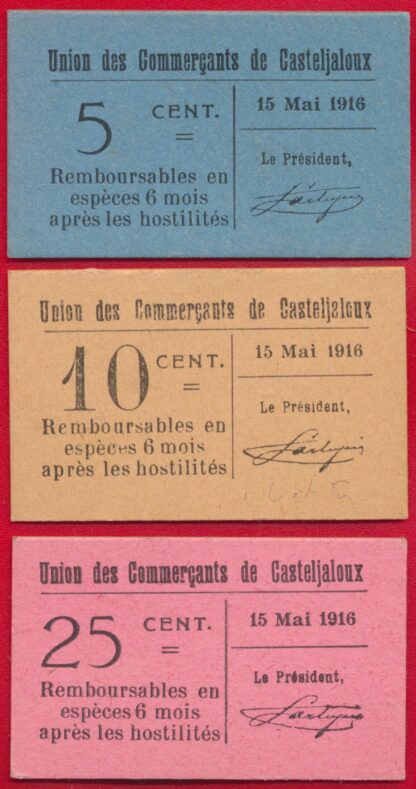 Union des Commerçants de Casteljaloux
5 CENT.
=
Remboursables en
espèces 6 mois
après les hostilités
15 Mai 1916
Le Président,
Union des Commerçants de Casteljaloux
10 CENT.
=
Remboursables en
espèces 6 mois
après les hostilités
15 Mai 1916
Le Président,
Union des Commerçants de Casteljaloux
25 CENT.
=
Remboursables en
espèces 6 mois
après les hostilités
15 Mai 1916
Le Président,